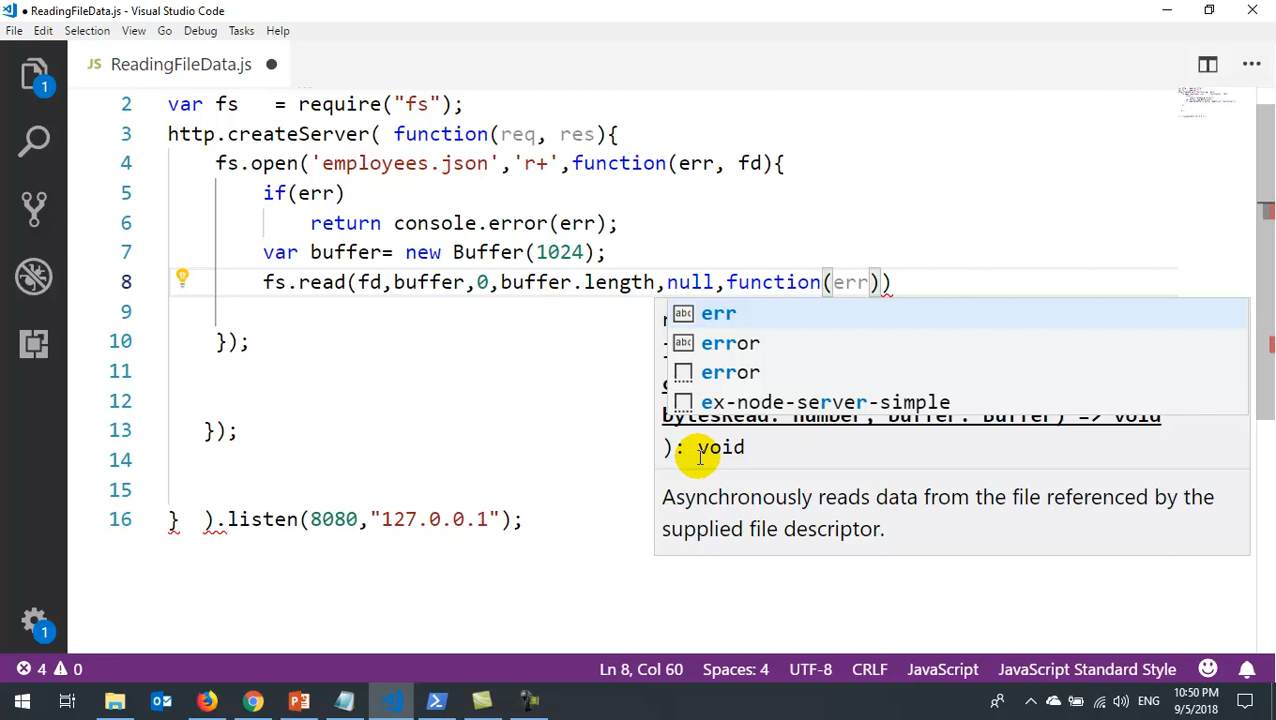 ReadingFileData.js - Visual Studio Code
File Edit Selection View Go Debug Tasks Help
1
JS ReadingFileData.js
2 var fs = require("fs");
3 http.createServer( function(req, res){
4 fs.open('employees.json','r+',function(err, fd){
5 if(err)
6 return console.error(err);
7 var buffer= new Buffer(1024);
8 fs.read(fd,buffer,0,buffer.length,null,function(err))
9
abc err
10 });
abc error
11
error
12
ex-node-server-simple
bytesRead: number, buffer: Buffer) => void
13 });
14
): void
15
Asynchronously reads data from the file referenced by the
16 } ).listen(8080,"127.0.0.1");
supplied file descriptor.
1
4 0 Ln 8, Col 60 Spaces: 4 UTF-8 CRLF JavaScript JavaScript Standard Style
ENG 10:50 PM
9/5/2018